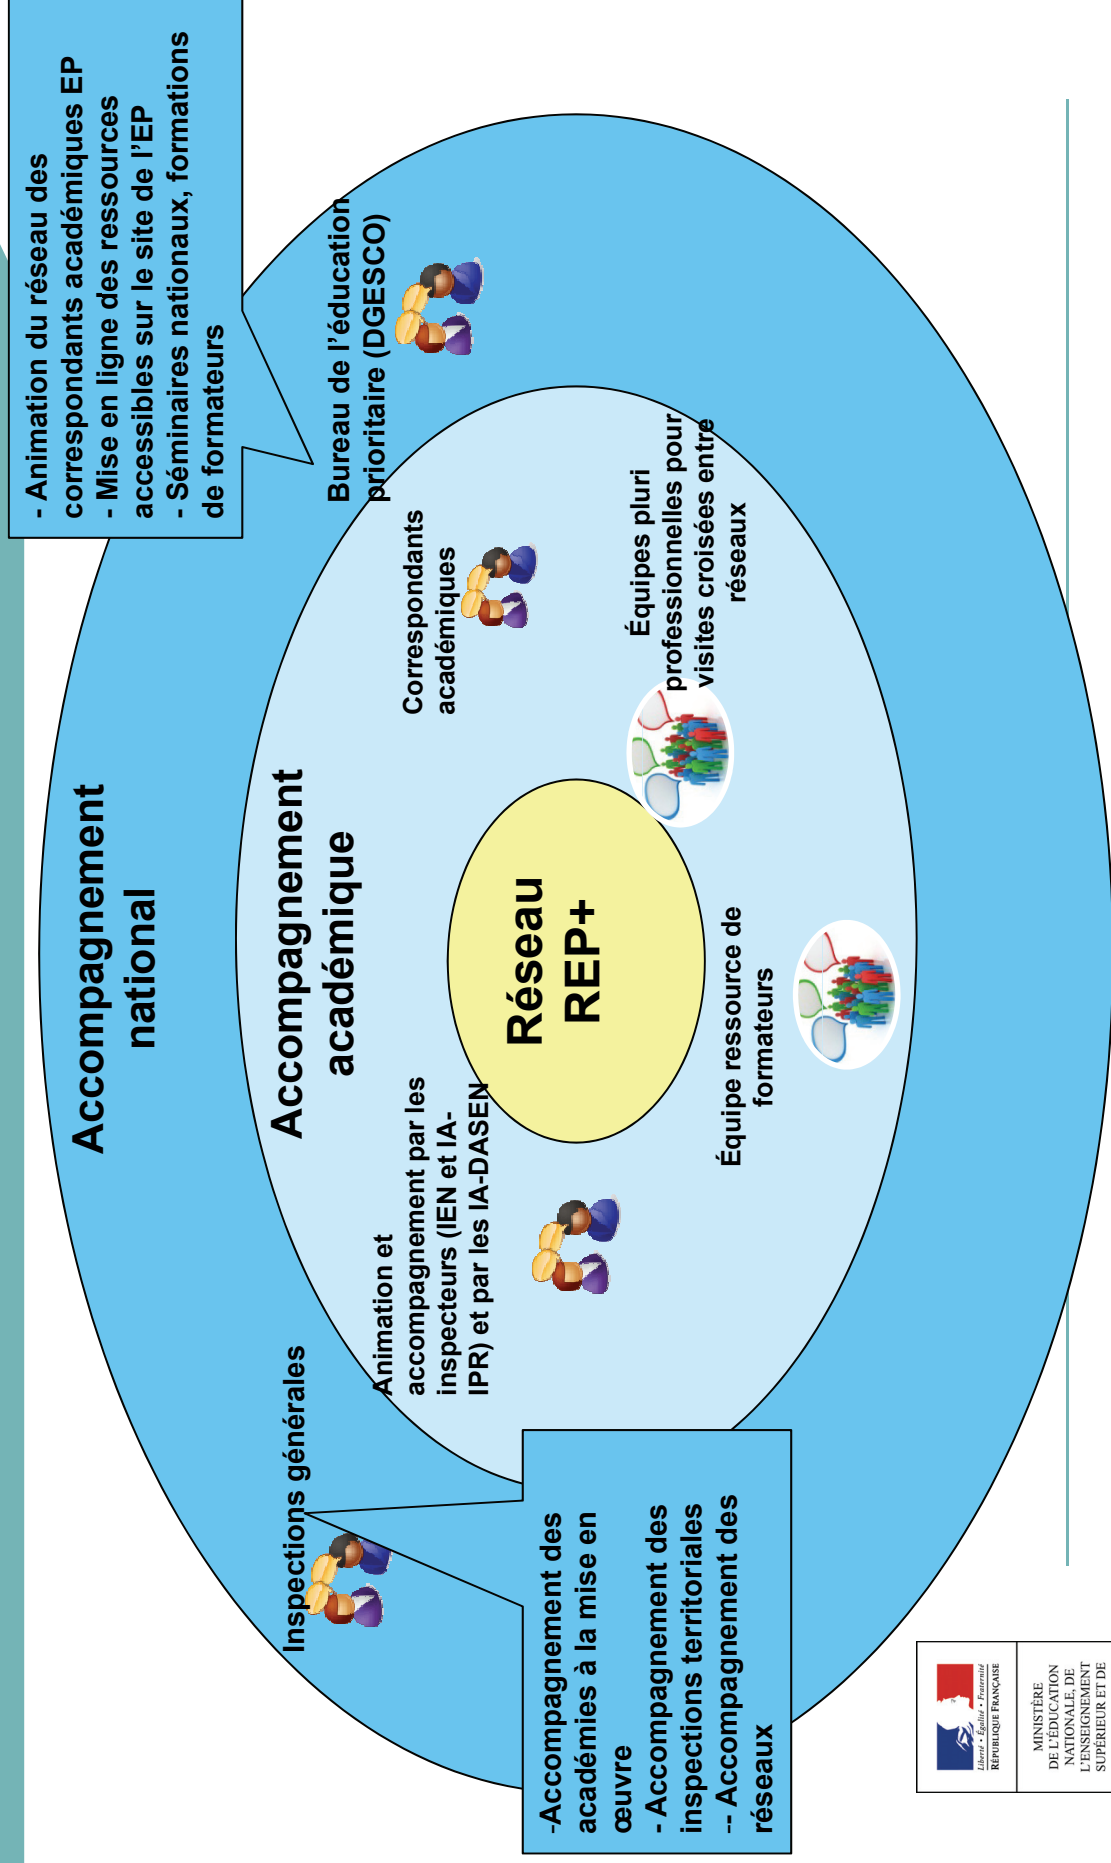 Accompagnement
national
Accompagnement
académique
Réseau
REP+
Inspections générales
-Accompagnement des
académies à la mise en
œuvre
- Accompagnement des
inspections territoriales
-- Accompagnement des
réseaux
Animation et
accompagnement par les
inspecteurs (IEN et IA-
IPR) et par les IA-DASEN
Équipe ressource de
formateurs
Correspondants
académiques
Équipes pluri
professionnelles pour
visites croisées entre
réseaux
Bureau de l'éducation
prioritaire (DGESCO)
- Animation du réseau des
correspondants académiques EP
- Mise en ligne des ressources
accessibles sur le site de l'EP
- Séminaires nationaux, formations
de formateurs
Liberté • Égalité • Fraternité
RÉPUBLIQUE FRANÇAISE
MINISTÈRE
DE L'ÉDUCATION
NATIONALE, DE
L'ENSEIGNEMENT
SUPÉRIEUR ET DE